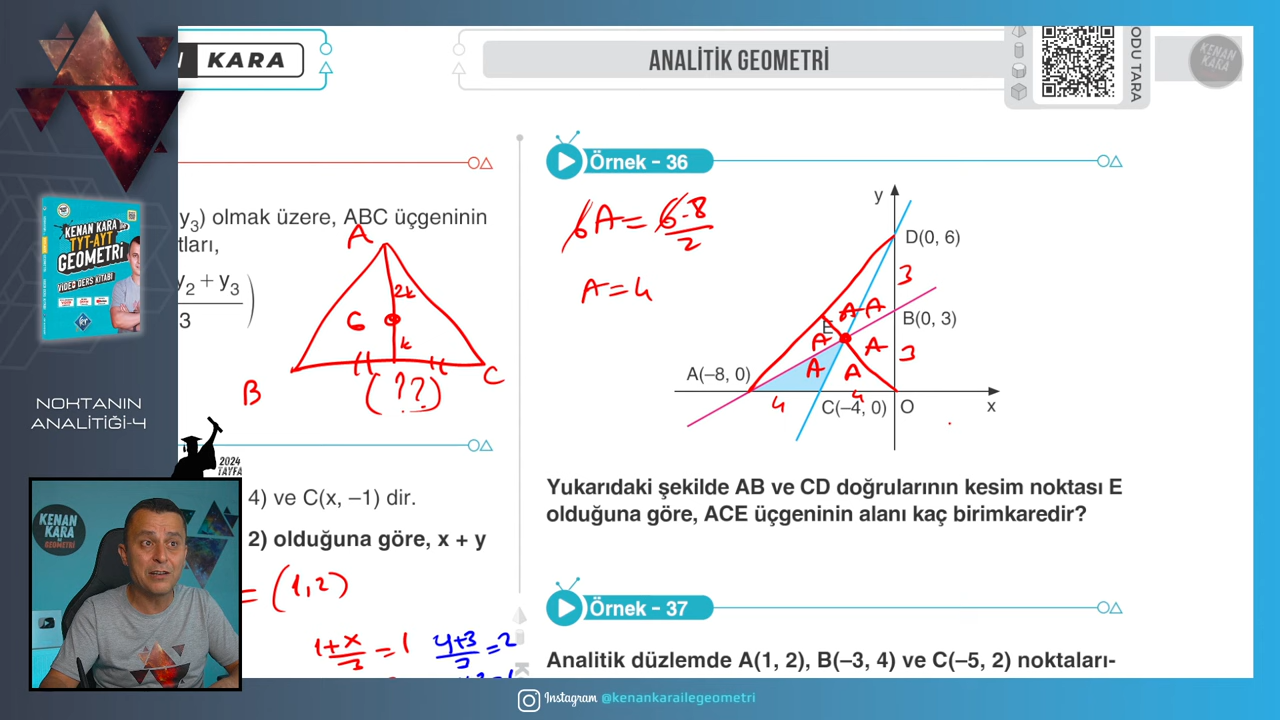 KARA
ANALİTİK GEOMETRİ
ODU TARA
KENAN KARA
y₃) olmak üzere, ABC üçgeninin
tları,
y₂ + y₃
3
A
2k
6
k
B
(??)
C
4) ve C(x, –1) dir.
2) olduğuna göre, x + y
= (1,2)
1+x/3 = 1
y+3/3 = 2
Örnek - 36
6A = 6·8/2
A = 4
y
D(0, 6)
3
A A
B(0, 3)
E
A
A
3
A
A
A(–8, 0)
4
4
C(–4, 0)
O
x
Yukarıdaki şekilde AB ve CD doğrularının kesim noktası E
olduğuna göre, ACE üçgeninin alanı kaç birimkaredir?
Örnek - 37
Analitik düzlemde A(1, 2), B(–3, 4) ve C(–5, 2) noktaları-
KENAN KARA
TYT-AYT
GEOMETRİ
VİDEO DERS KİTABI
NOKTANIN
ANALİTİĞİ-4
2024
TAYFA
KENAN
KARA
GEOMETRİ
Instagram @kenankarailegeometri